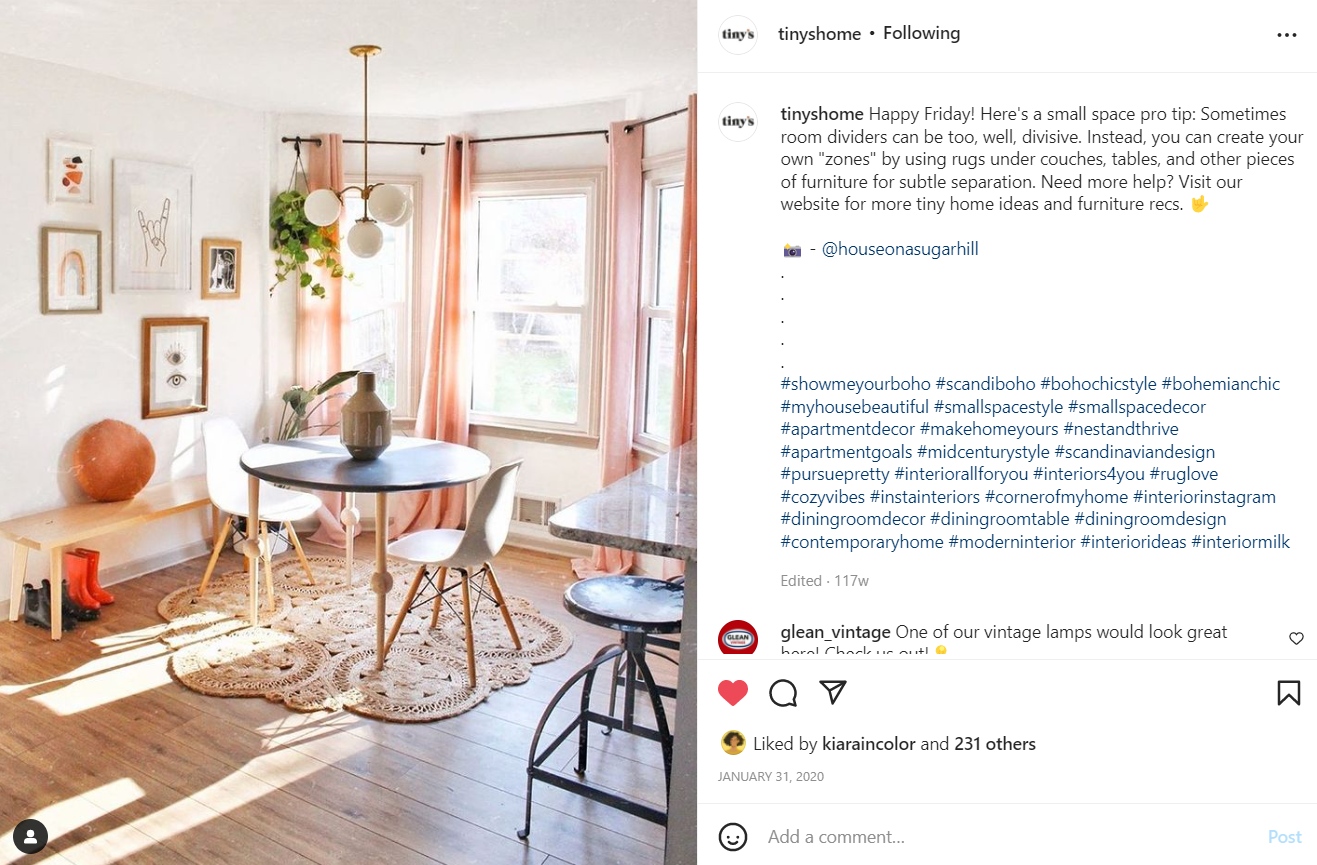 tiny's
tinyshome • Following
tiny's
tinyshome Happy Friday! Here's a small space pro tip: Sometimes
room dividers can be too, well, divisive. Instead, you can create your
own "zones" by using rugs under couches, tables, and other pieces
of furniture for subtle separation. Need more help? Visit our
website for more tiny home ideas and furniture recs. 🤟
📸 - @houseonasugarhill
.
.
.
.
.
#showmeyourboho #scandiboho #bohochicstyle #bohemianchic
#myhousebeautiful #smallspacestyle #smallspacedecor
#apartmentdecor #makehomeyours #nestandthrive
#apartmentgoals #midcenturystyle #scandinaviandesign
#pursuepretty #interiorallforyou #interiors4you #ruglove
#cozyvibes #instainteriors #cornerofmyhome #interiorinstagram
#diningroomdecor #diningroomtable #diningroomdesign
#contemporaryhome #moderninterior #interiorideas #interiormilk
Edited · 117w
GLEAN
glean_vintage One of our vintage lamps would look great
here! Check us out! 💡
Liked by kiaraincolor and 231 others
JANUARY 31, 2020
Add a comment...
Post